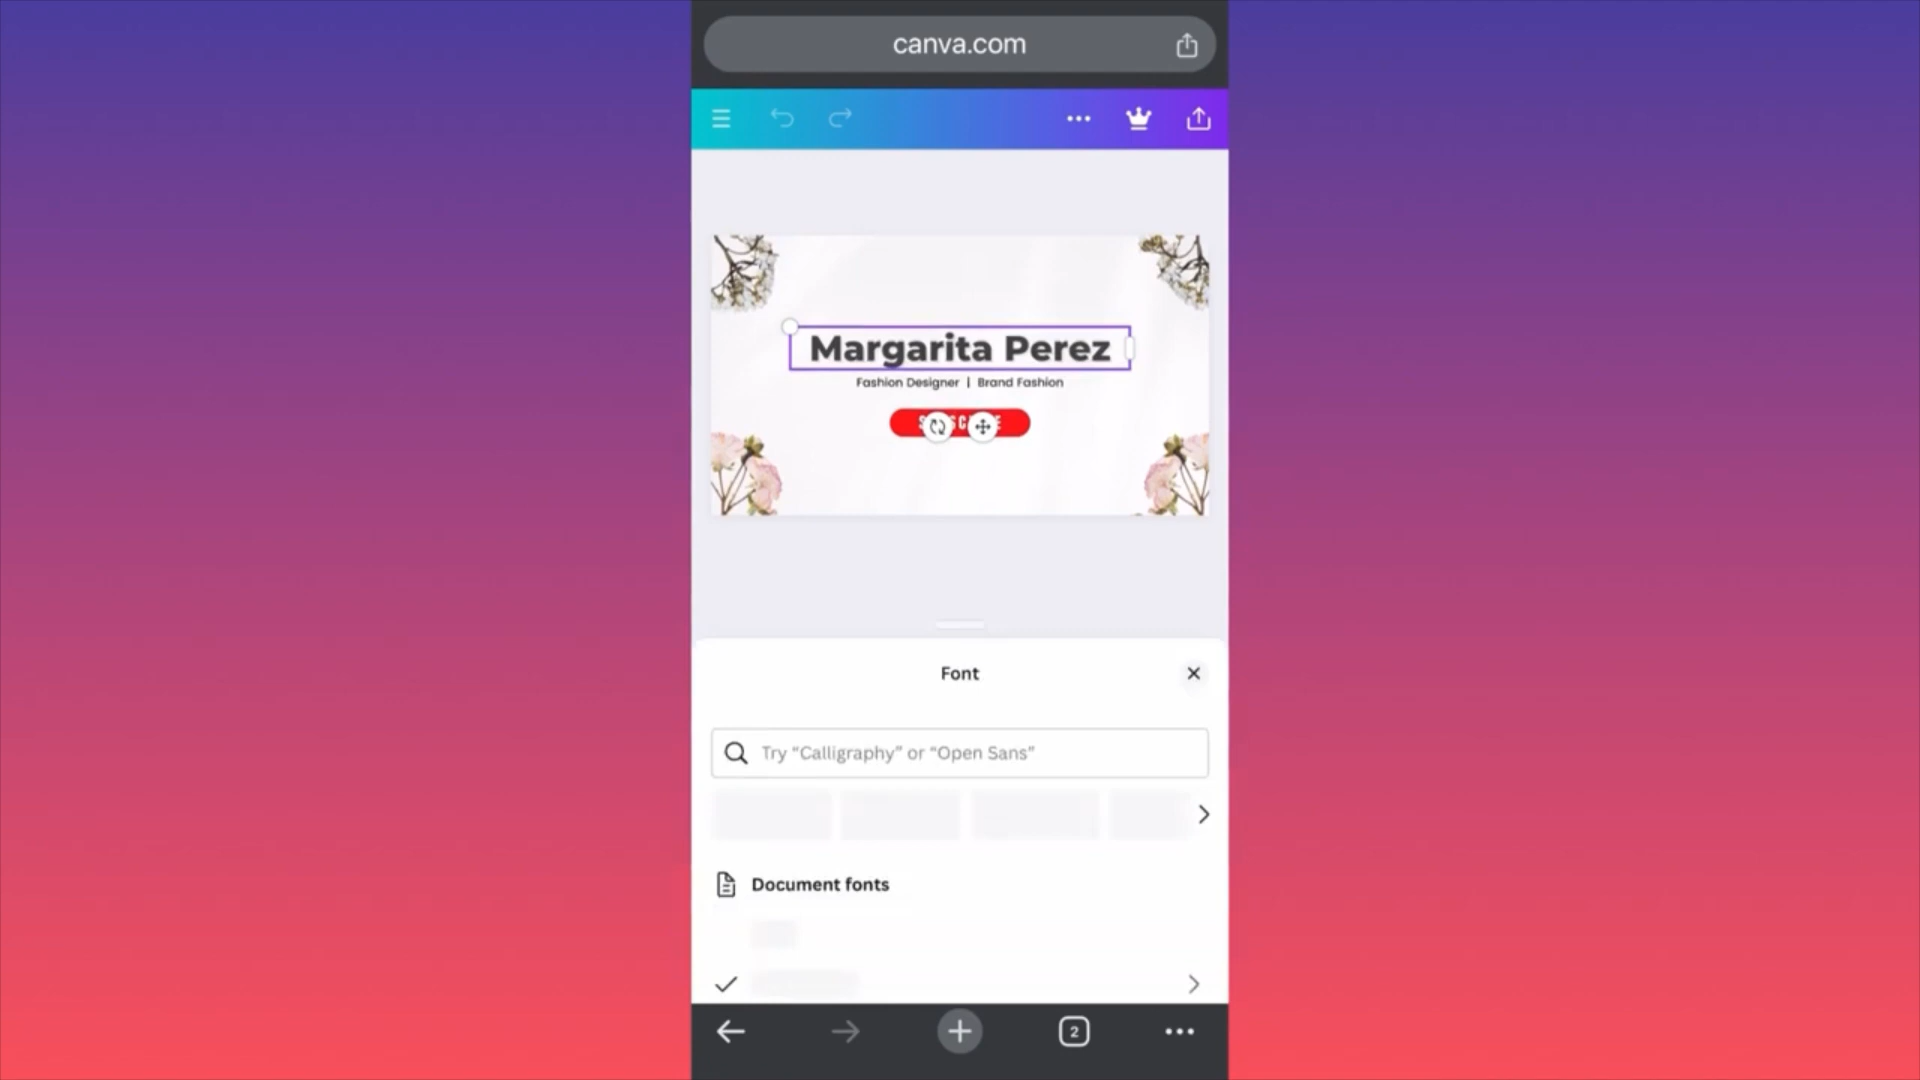 canva.com
Margarita Perez
Fashion Designer | Brand Fashion
Font
Try “Calligraphy” or “Open Sans”
Document fonts
2